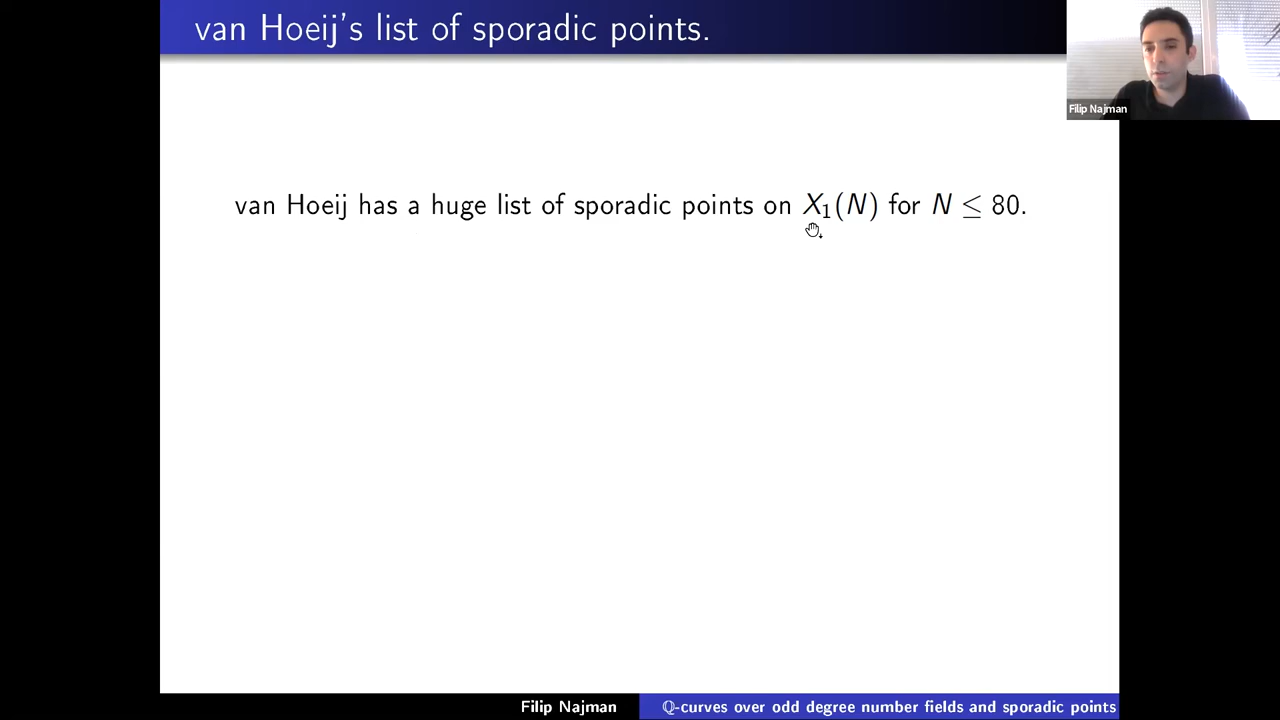 van Hoeij's list of sporadic points.
Filip Najman
van Hoeij has a huge list of sporadic points on X₁(N) for N ≤ 80.
Filip Najman
ℚ-curves over odd degree number fields and sporadic points